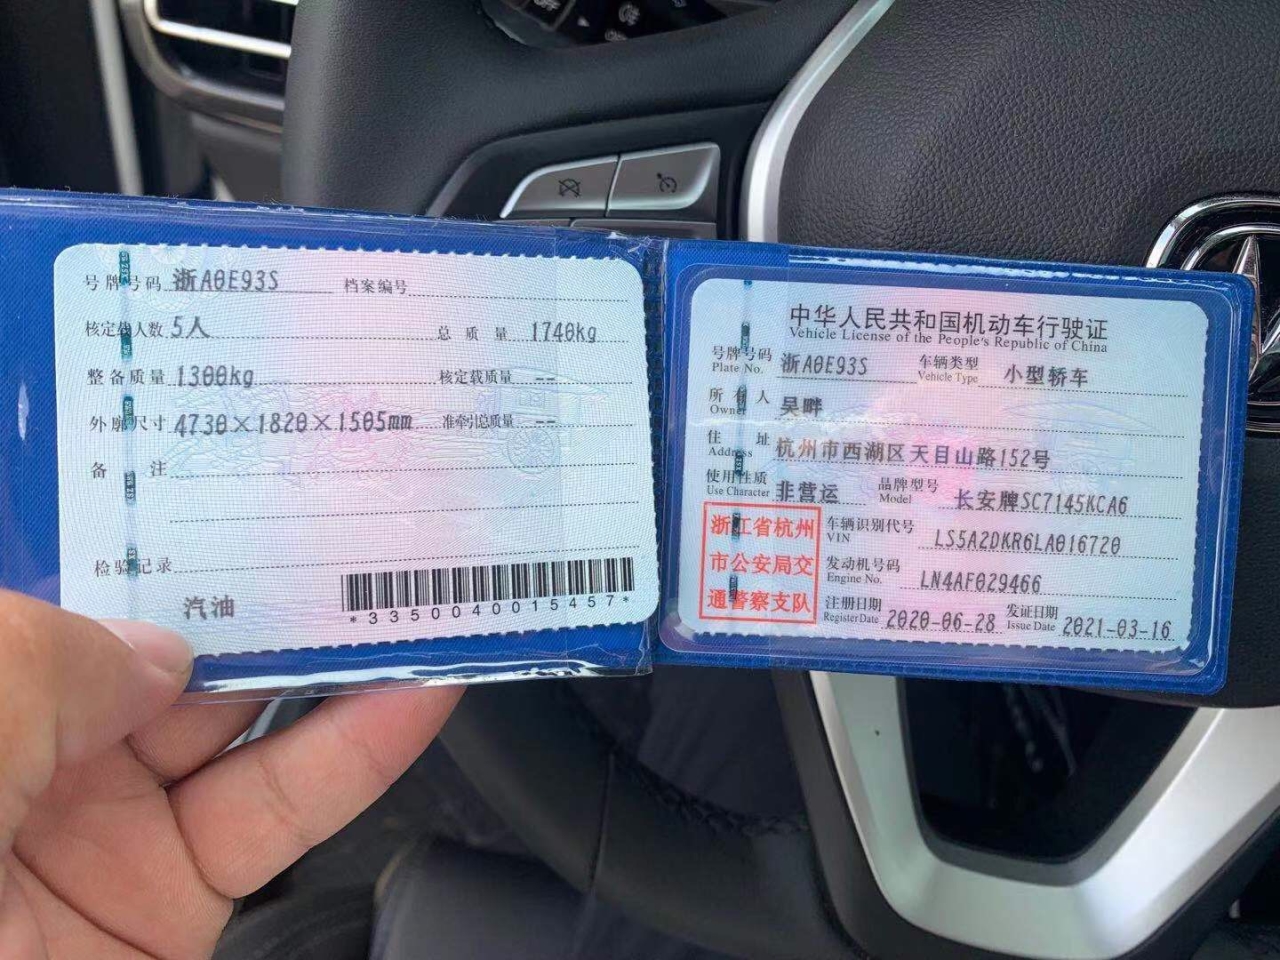 号牌号码 浙A0E93S 档案编号
核定载人数 5人 总质量 1740kg
整备质量 1300kg 核定载质量 --
外廓尺寸 4730×1820×1505mm 准牵引总质量 --
备注
检验记录
汽油
*3350040015457*
中华人民共和国机动车行驶证
Vehicle License of the People's Republic of China
号牌号码 浙A0E93S 车辆类型 小型轿车
Plate No. Vehicle Type
所有人 吴畔
Owner
住址 杭州市西湖区天目山路152号
Address
使用性质 非营运 品牌型号 长安牌SC7145KCA6
Use Character Model
浙江省杭州
市公安局交
通警察支队
车辆识别代号 LS5A2DKR6LA016720
VIN
发动机号码 LN4AF029466
Engine No.
注册日期 2020-06-28 发证日期 2021-03-16
Register Date Issue Date
OFF